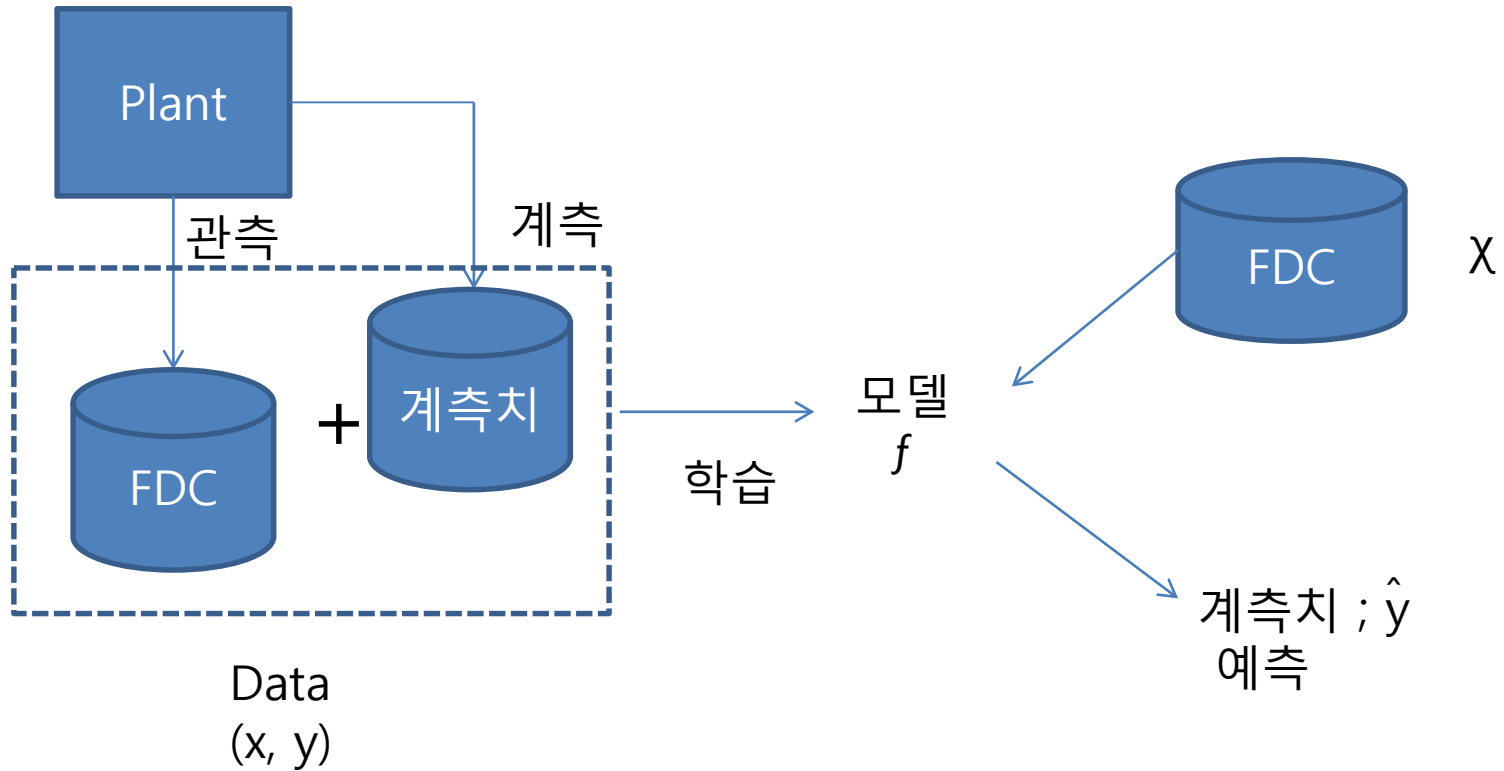 Plant
관측
계측
FDC
+
계측치
Data
(x, y)
학습
모델
f
FDC
χ
계측치 ; ŷ
예측